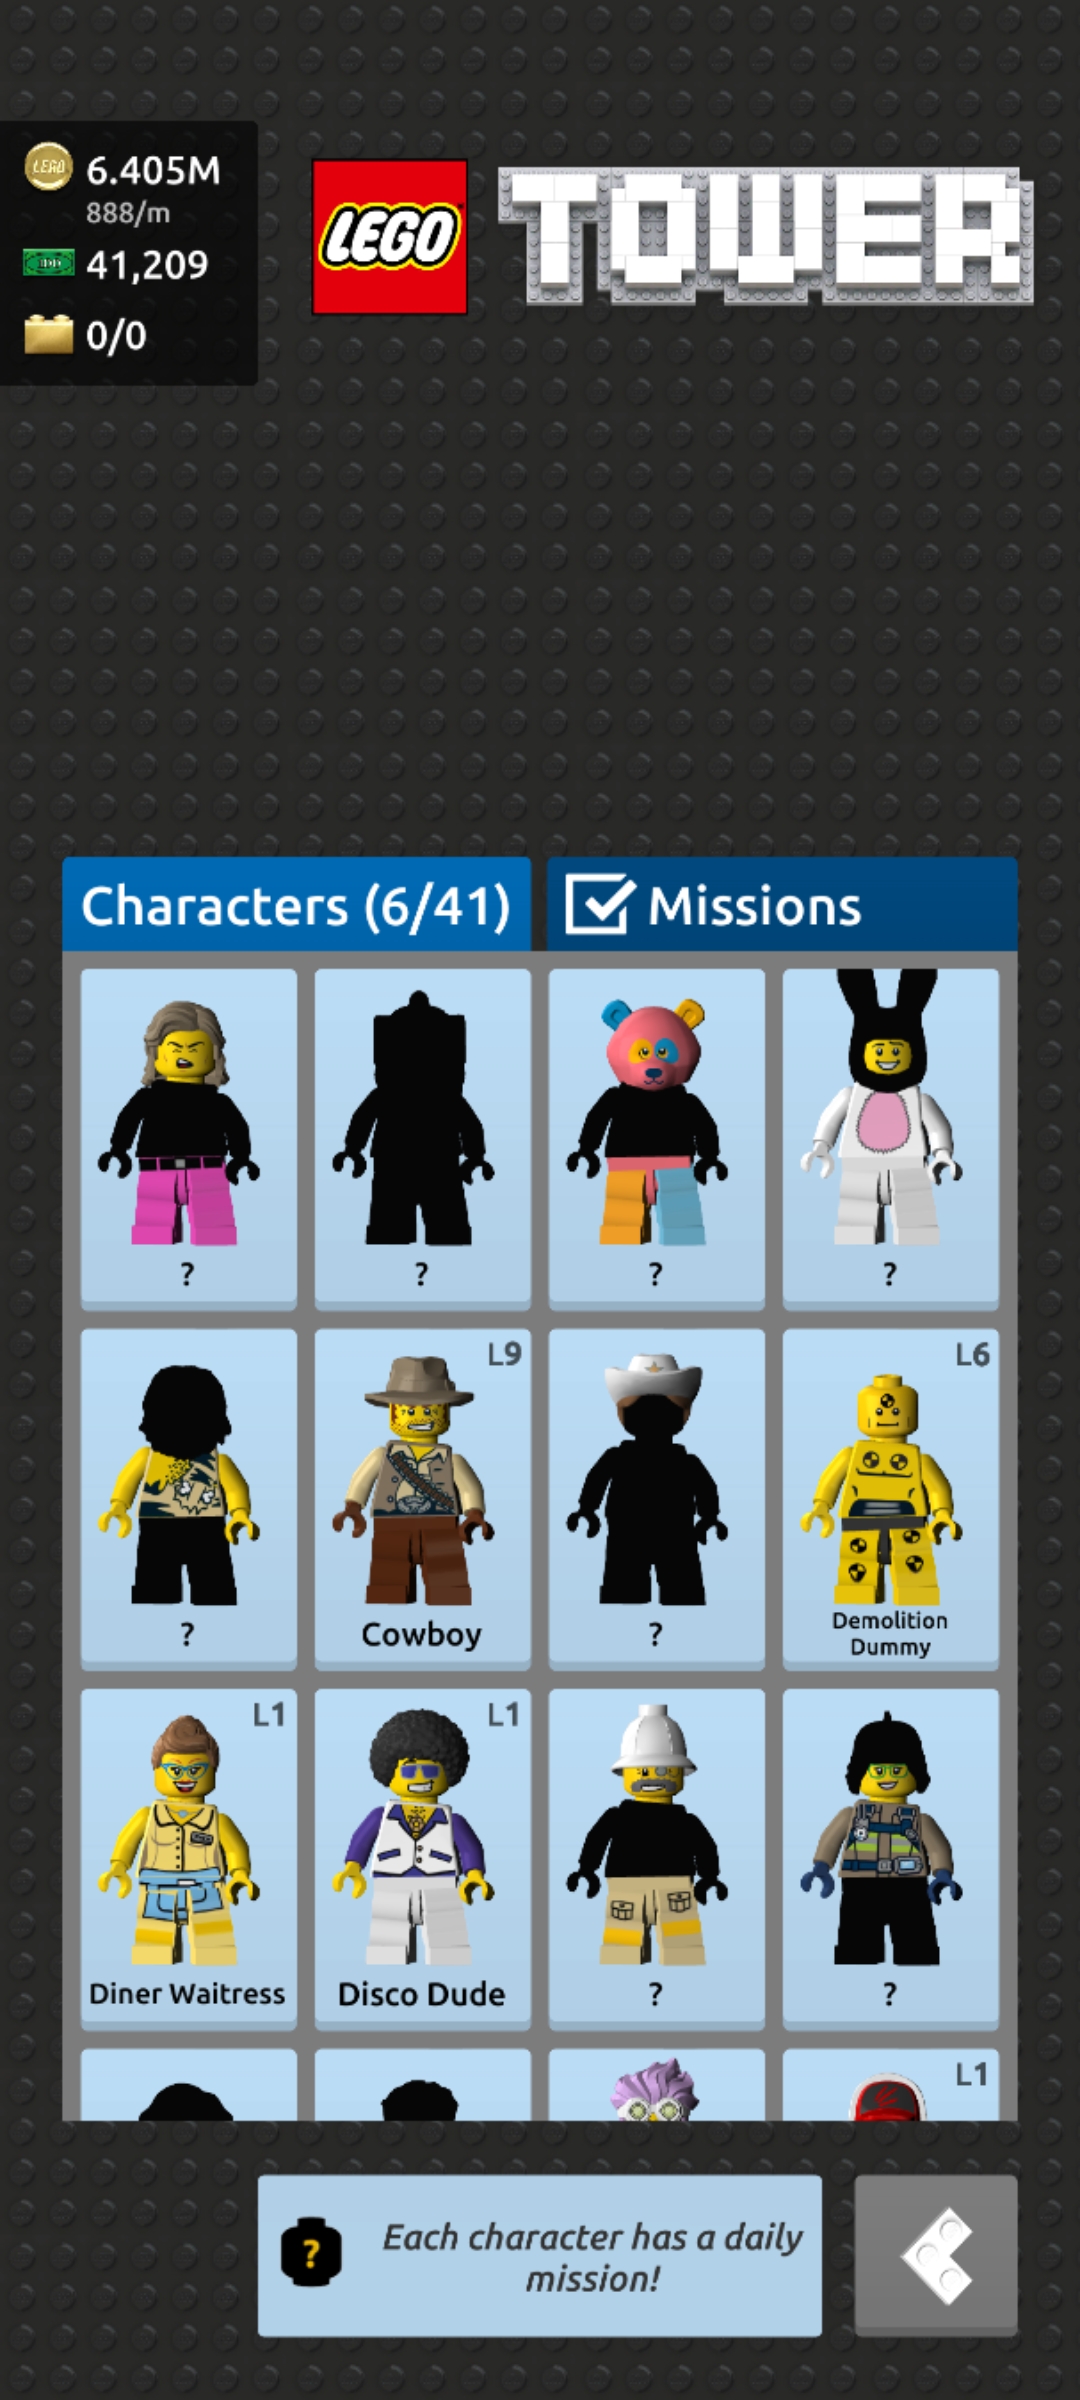 6.405M
888/m
41,209
0/0
LEGO
TOWER
Characters (6/41)
Missions
?
?
?
?
L9
L6
?
Cowboy
?
Demolition
Dummy
L1
L1
Diner Waitress
Disco Dude
?
?
L1
?
Each character has a daily
mission!